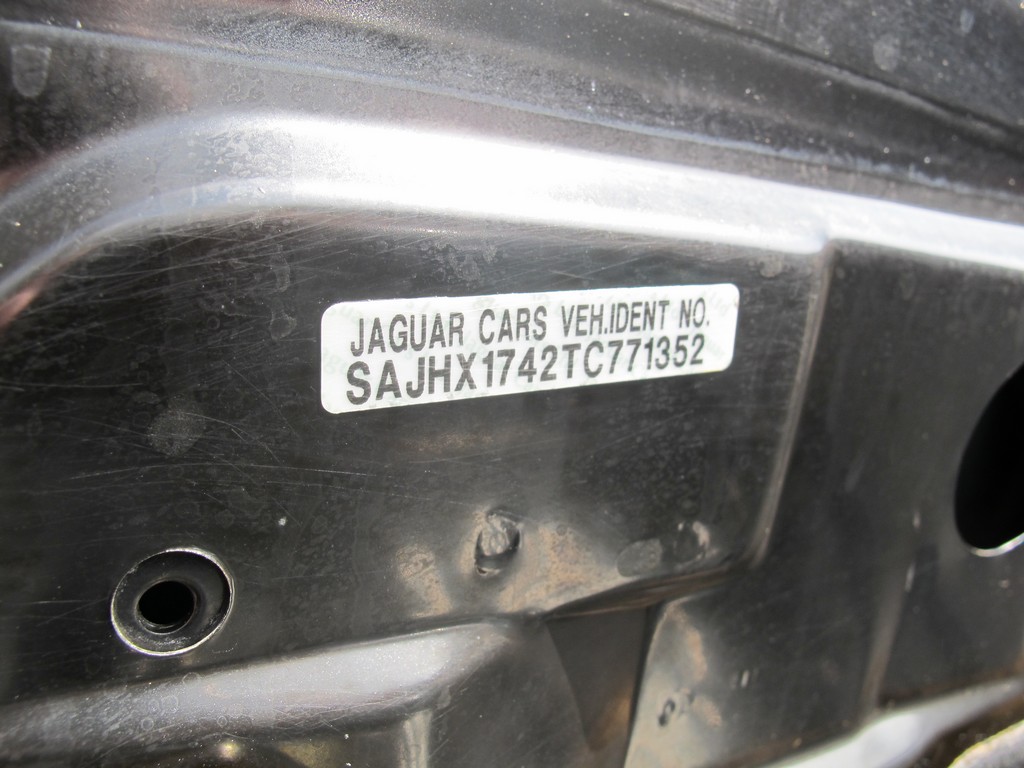 JAGUAR CARS VEH.IDENT NO.
SAJHX1742TC771352